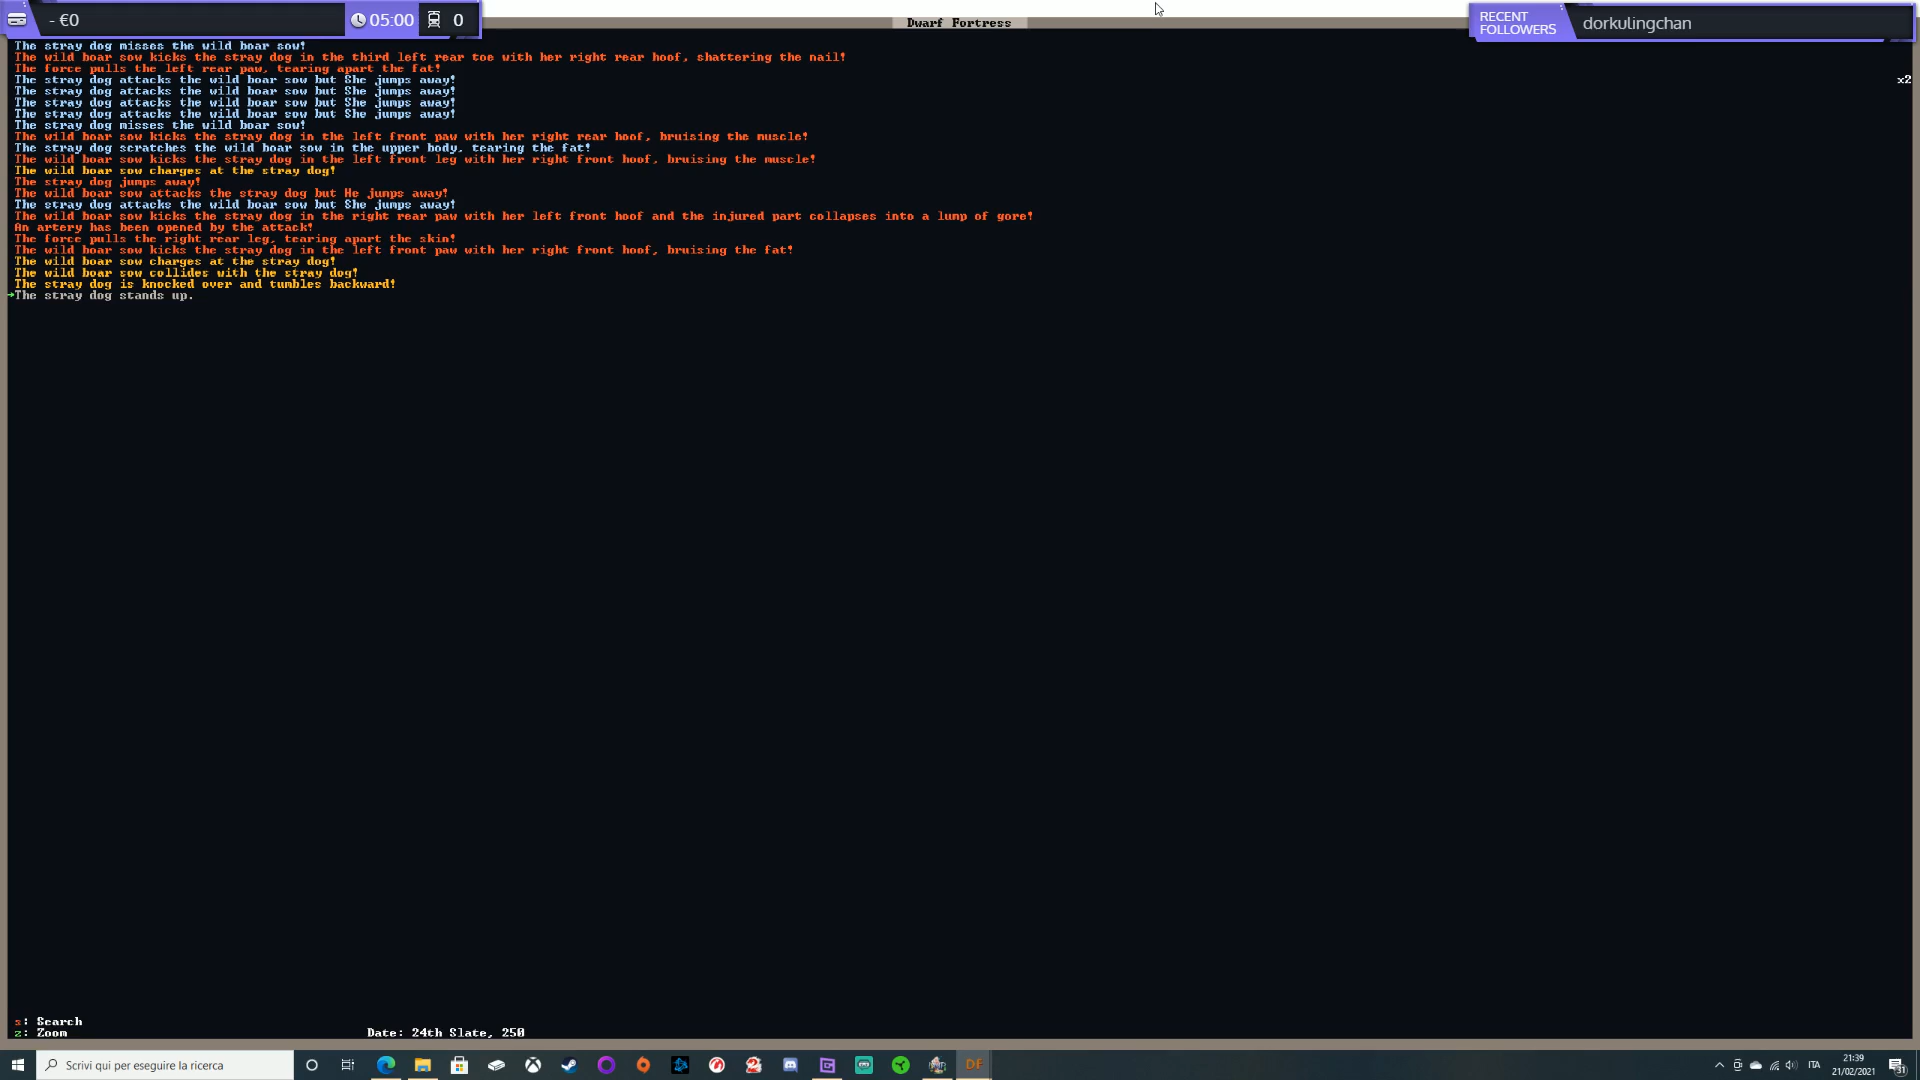 - €0
05:00
0
Dwarf Fortress
RECENT
FOLLOWERS
dorkulingchan
The stray dog misses the wild boar sow!
The wild boar sow kicks the stray dog in the third left rear toe with her right rear hoof, shattering the nail!
The force pulls the left rear paw, tearing apart the fat!
The stray dog attacks the wild boar sow but She jumps away! x2
The stray dog attacks the wild boar sow but She jumps away!
The stray dog attacks the wild boar sow but She jumps away!
The stray dog attacks the wild boar sow but She jumps away!
The stray dog misses the wild boar sow!
The wild boar sow kicks the stray dog in the left front paw with her right rear hoof, bruising the muscle!
The stray dog scratches the wild boar sow in the upper body, tearing the fat!
The wild boar sow kicks the stray dog in the left front leg with her right front hoof, bruising the muscle!
The wild boar sow charges at the stray dog!
The stray dog jumps away!
The wild boar sow attacks the stray dog but He jumps away!
The stray dog attacks the wild boar sow but She jumps away!
The wild boar sow kicks the stray dog in the right rear paw with her left front hoof and the injured part collapses into a lump of gore!
An artery has been opened by the attack!
The force pulls the right rear leg, tearing apart the skin!
The wild boar sow kicks the stray dog in the left front paw with her right front hoof, bruising the fat!
The wild boar sow charges at the stray dog!
The wild boar sow collides with the stray dog!
The stray dog is knocked over and tumbles backward!
The stray dog stands up.
s: Search
z: Zoom
Date: 24th Slate, 250
Scrivi qui per eseguire la ricerca
DF
ITA
21:39
21/02/2021
31